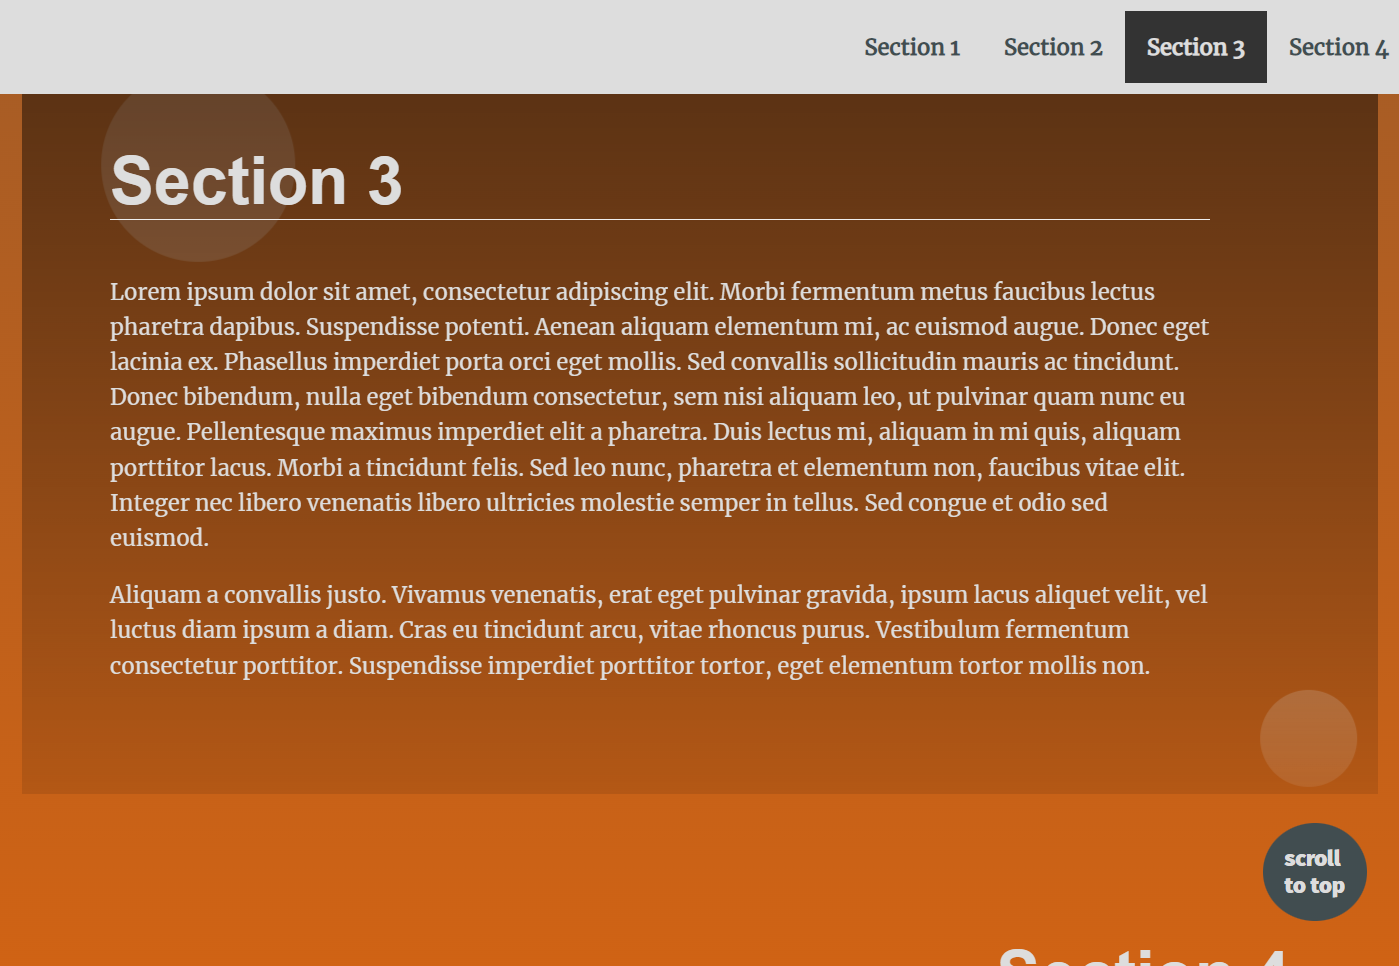 Section 1 Section 2 Section 3 Section 4
Section 3
Lorem ipsum dolor sit amet, consectetur adipiscing elit. Morbi fermentum metus faucibus lectus
pharetra dapibus. Suspendisse potenti. Aenean aliquam elementum mi, ac euismod augue. Donec eget
lacinia ex. Phasellus imperdiet porta orci eget mollis. Sed convallis sollicitudin mauris ac tincidunt.
Donec bibendum, nulla eget bibendum consectetur, sem nisi aliquam leo, ut pulvinar quam nunc eu
augue. Pellentesque maximus imperdiet elit a pharetra. Duis lectus mi, aliquam in mi quis, aliquam
porttitor lacus. Morbi a tincidunt felis. Sed leo nunc, pharetra et elementum non, faucibus vitae elit.
Integer nec libero venenatis libero ultricies molestie semper in tellus. Sed congue et odio sed
euismod.
Aliquam a convallis justo. Vivamus venenatis, erat eget pulvinar gravida, ipsum lacus aliquet velit, vel
luctus diam ipsum a diam. Cras eu tincidunt arcu, vitae rhoncus purus. Vestibulum fermentum
consectetur porttitor. Suspendisse imperdiet porttitor tortor, eget elementum tortor mollis non.
scroll
to top
Section 4